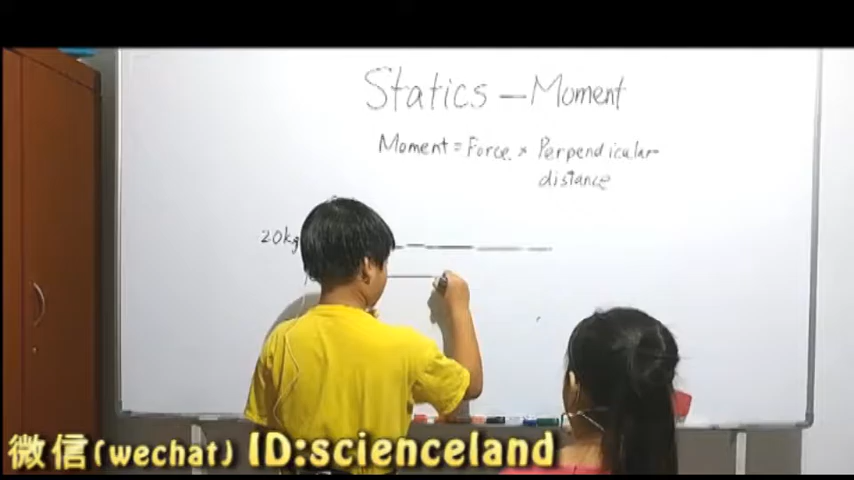 Statics - Moment
Moment = Force × Perpendicular
distance
20kg
微信(wechat) ID:scienceland